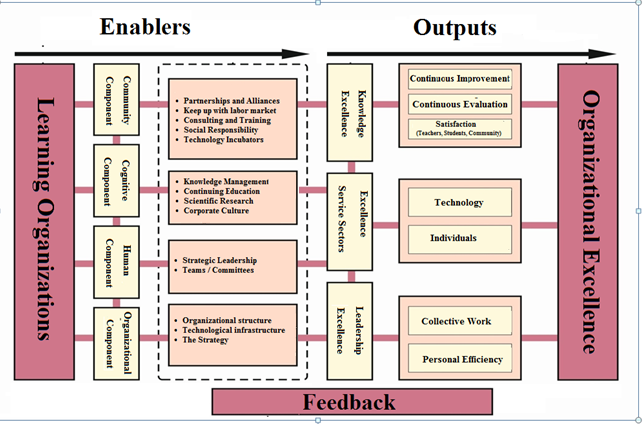 Enablers
Outputs
Learning Organizations
Community
Component
• Partnerships and Alliances
• Keep up with labor market
• Consulting and Training
• Social Responsibility
• Technology Incubators
Cognitive
Component
• Knowledge Management
• Continuing Education
• Scientific Research
• Corporate Culture
Human
Component
• Strategic Leadership
• Teams / Committees
Organizational
Component
• Organizational structure
• Technological infrastructure
• The Strategy
Knowledge
Excellence
Continuous Improvement
Continuous Evaluation
Satisfaction
(Teachers, Students, Community)
Excellence
Service Sectors
Technology
Individuals
Leadership
Excellence
Collective Work
Personal Efficiency
Organizational Excellence
Feedback